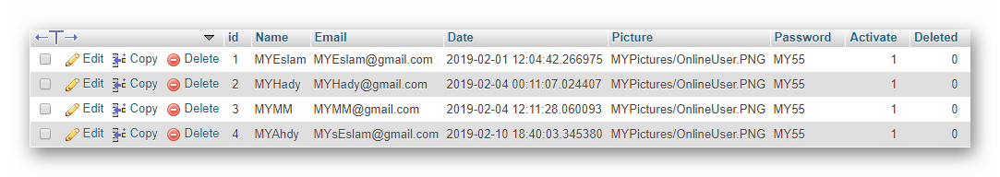 id Name Email Date Picture Password Activate Deleted
Edit Copy Delete 1 MYEslam MYEslam@gmail.com 2019-02-01 12:04:42.266975 MYPictures/OnlineUser.PNG MY55 1 0
Edit Copy Delete 2 MYHady MYHady@gmail.com 2019-02-04 00:11:07.024407 MYPictures/OnlineUser.PNG MY55 1 0
Edit Copy Delete 3 MYMM MYMM@gmail.com 2019-02-04 12:11:28.060093 MYPictures/OnlineUser.PNG MY55 1 0
Edit Copy Delete 4 MYAhdy MYsEslam@gmail.com 2019-02-10 18:40:03.345380 MYPictures/OnlineUser.PNG MY55 1 0